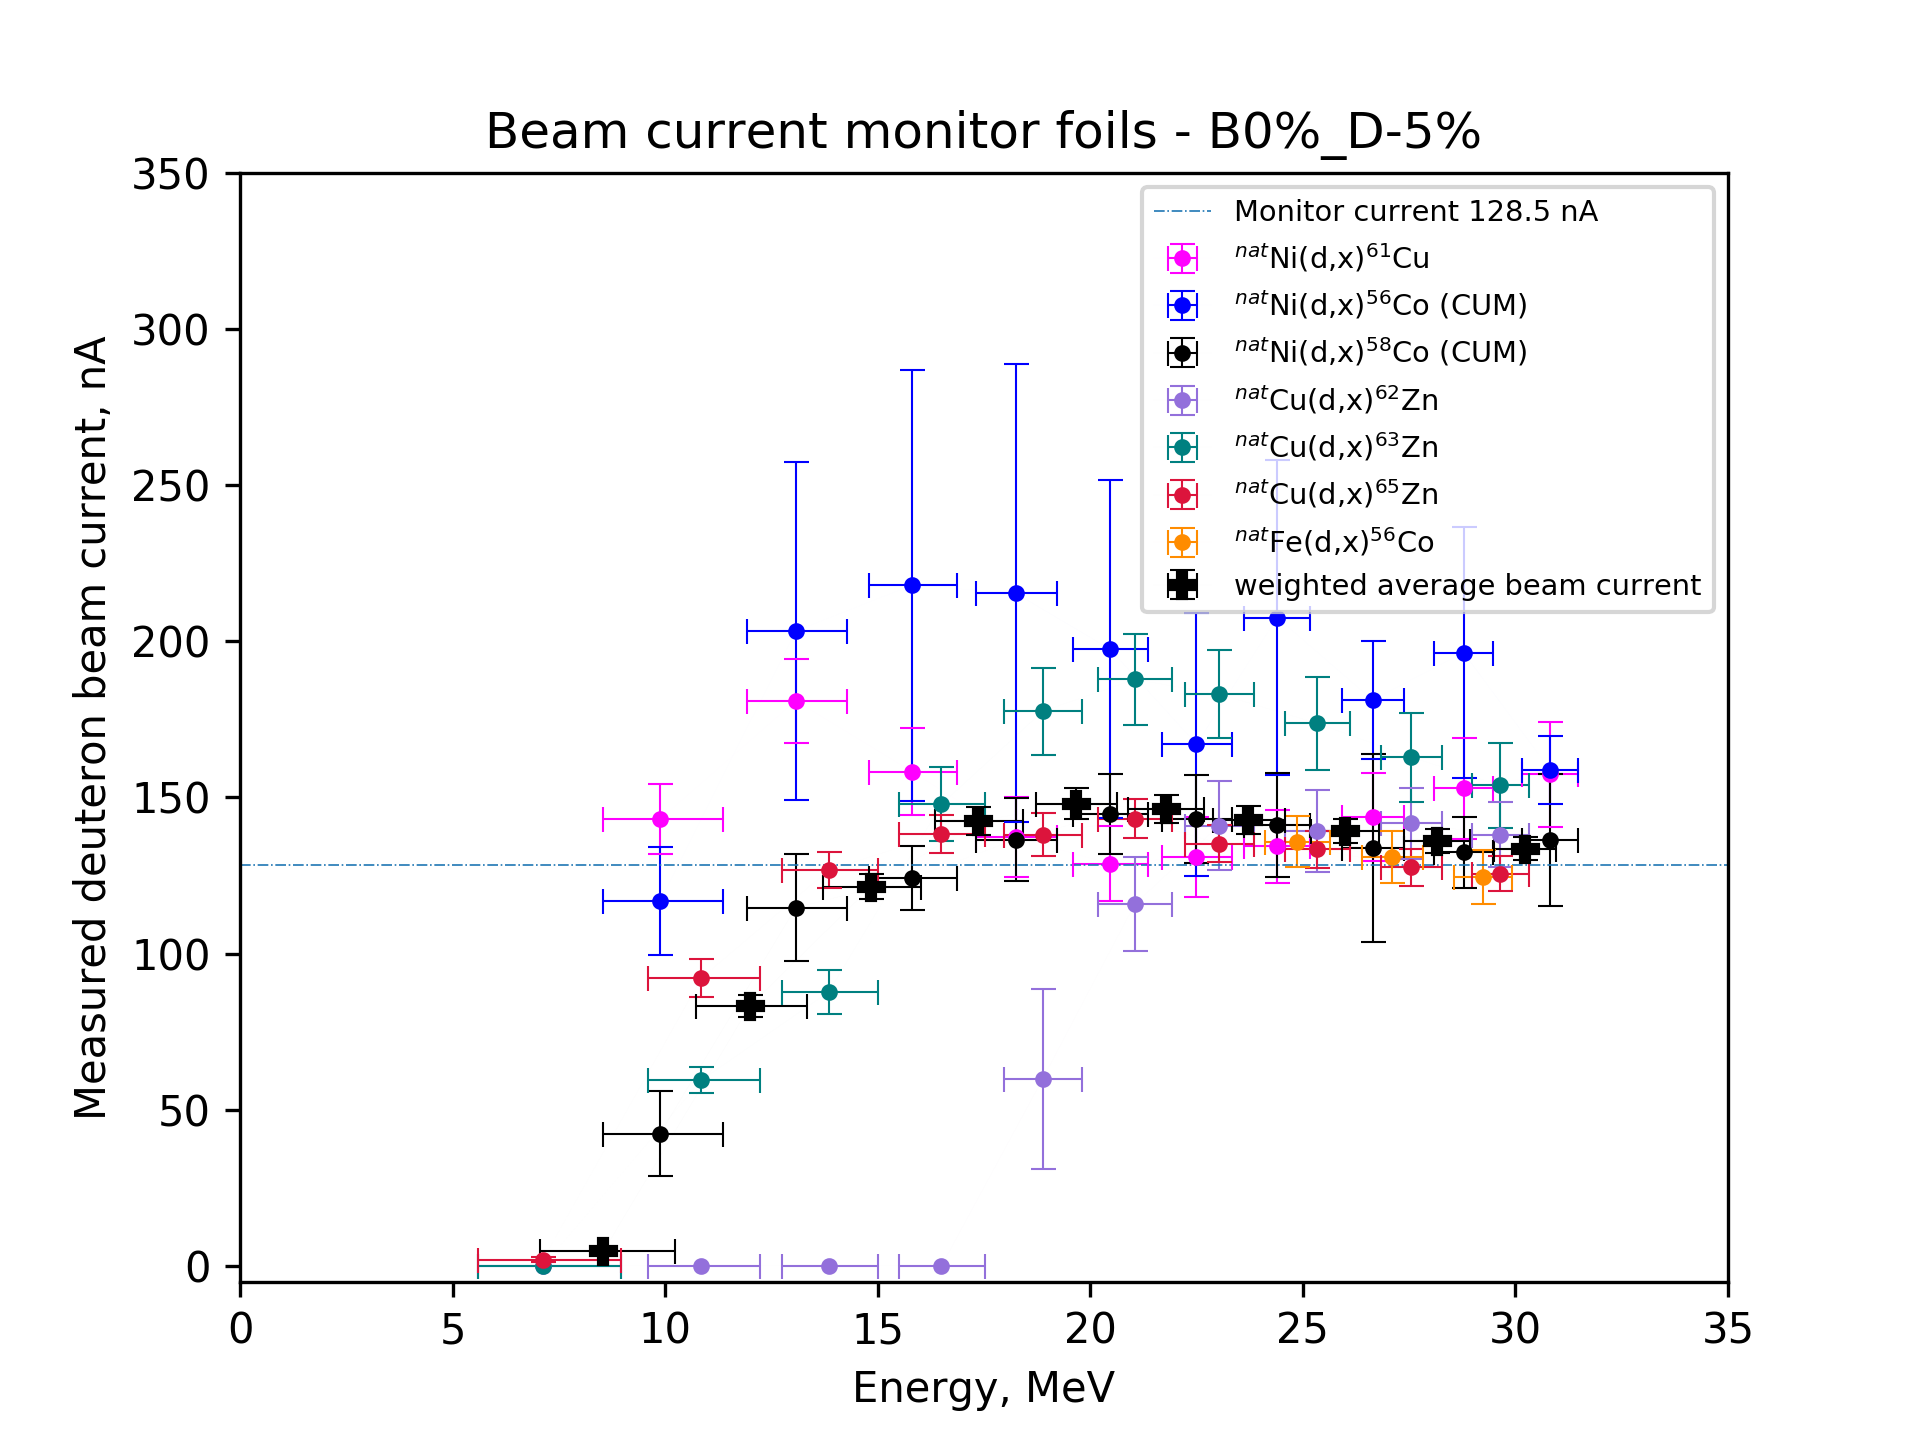 Beam current monitor foils - B0%_D-5%
Measured deuteron beam current, nA
350
300
250
200
150
100
50
0
Monitor current 128.5 nA
natNi(d,x)61Cu
natNi(d,x)56Co (CUM)
natNi(d,x)58Co (CUM)
natCu(d,x)62Zn
natCu(d,x)63Zn
natCu(d,x)65Zn
natFe(d,x)56Co
weighted average beam current
0 5 10 15 20 25 30 35
Energy, MeV